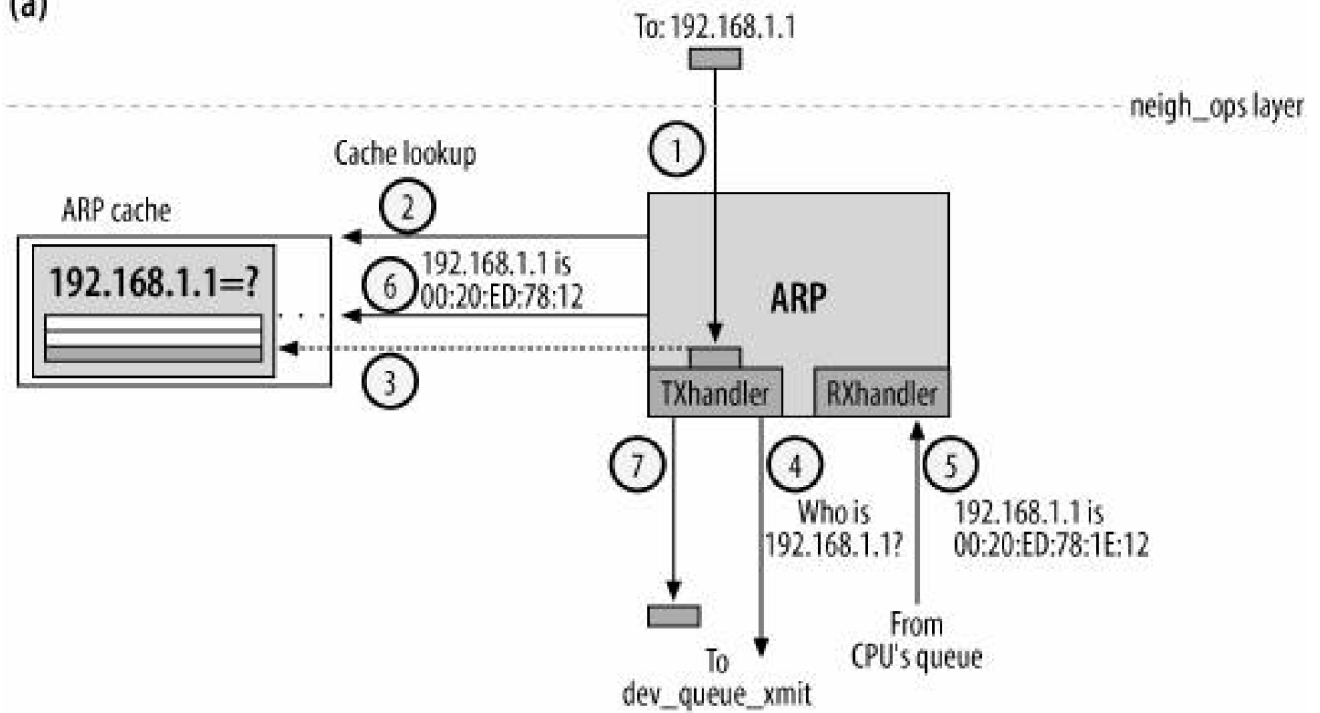 (a)
To: 192.168.1.1
neigh_ops layer
1
Cache lookup
2
ARP cache
192.168.1.1=?
. . .
6
192.168.1.1 is
00:20:ED:78:12
ARP
3
TXhandler
RXhandler
7
4
5
Who is
192.168.1.1?
192.168.1.1 is
00:20:ED:78:1E:12
From
CPU's queue
To
dev_queue_xmit